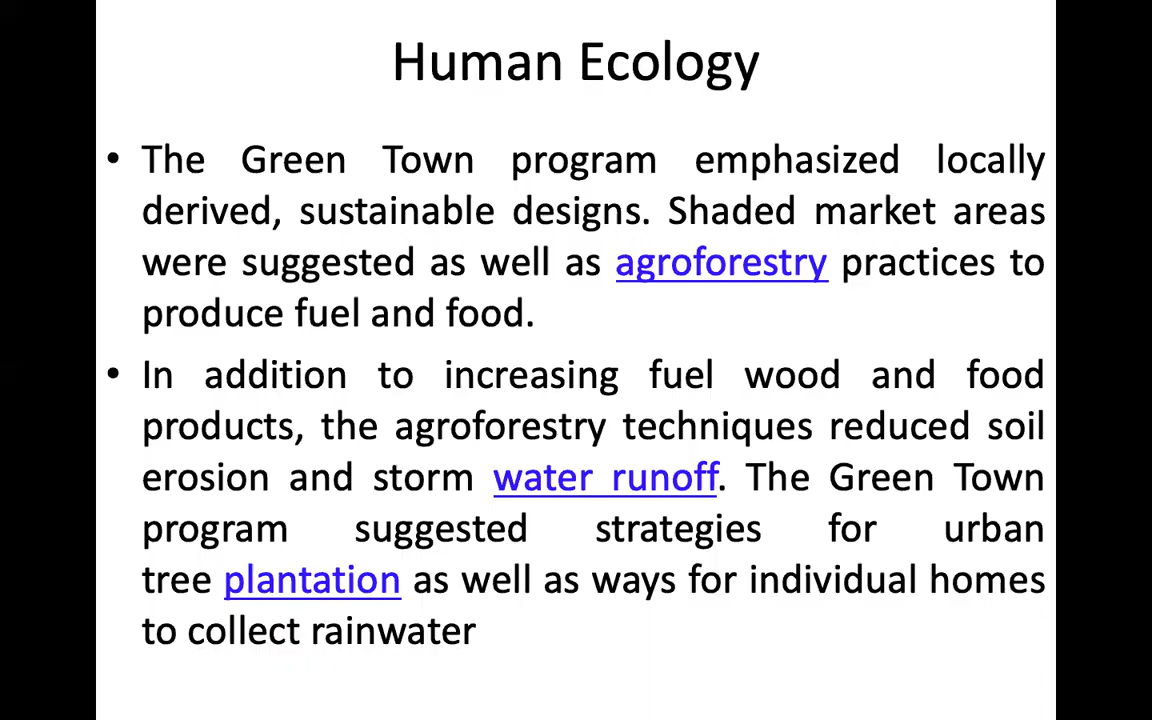 Human Ecology
• The Green Town program emphasized locally
derived, sustainable designs. Shaded market areas
were suggested as well as agroforestry practices to
produce fuel and food.
• In addition to increasing fuel wood and food
products, the agroforestry techniques reduced soil
erosion and storm water runoff. The Green Town
program suggested strategies for urban
tree plantation as well as ways for individual homes
to collect rainwater